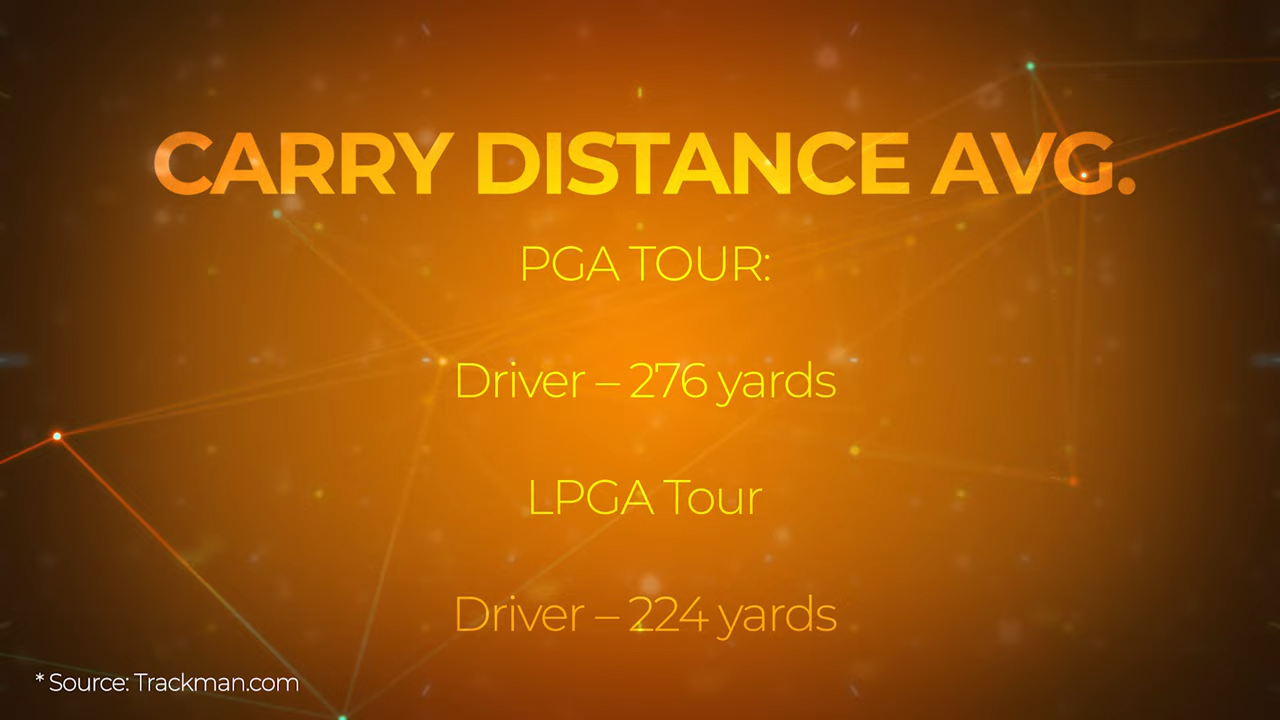 CARRY DISTANCE AVG.
PGA TOUR:
Driver – 276 yards
LPGA Tour
Driver – 224 yards
* Source: Trackman.com